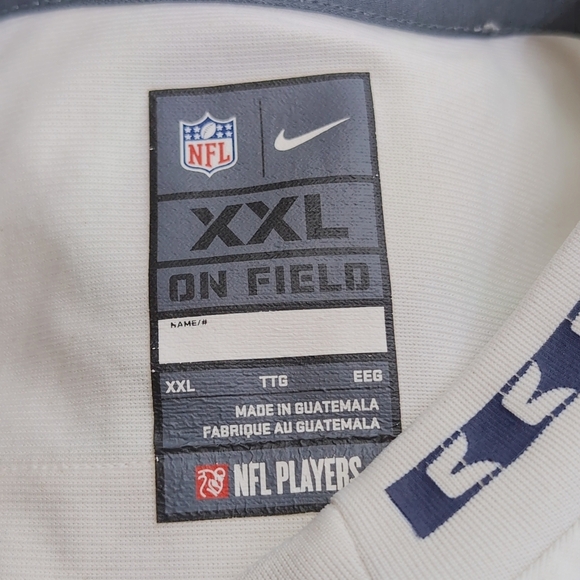 NFL
XXL
ON FIELD
NAME/#
XXL TTG EEG
MADE IN GUATEMALA
FABRIQUE AU GUATEMALA
NFL PLAYERS